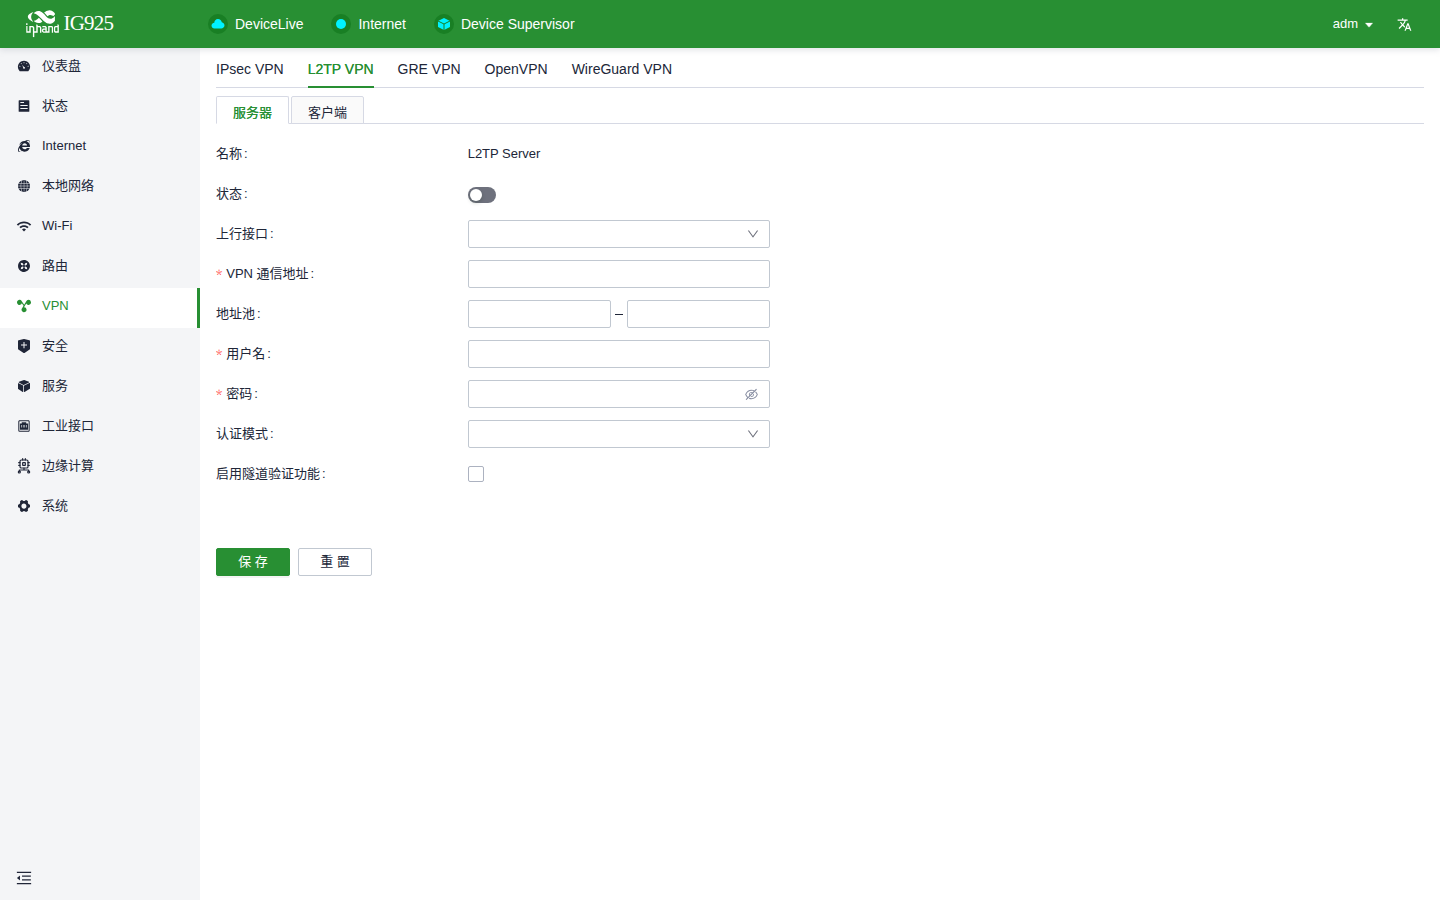 inhand IG925
DeviceLive Internet Device Supervisor adm
仪表盘
状态
Internet
本地网络
Wi-Fi
路由
VPN
安全
服务
工业接口
边缘计算
系统
IPsec VPN L2TP VPN GRE VPN OpenVPN WireGuard VPN
服务器 客户端
名称: L2TP Server
状态:
上行接口:
* VPN 通信地址:
地址池: –
* 用户名:
* 密码:
认证模式:
启用隧道验证功能:
保 存 重 置